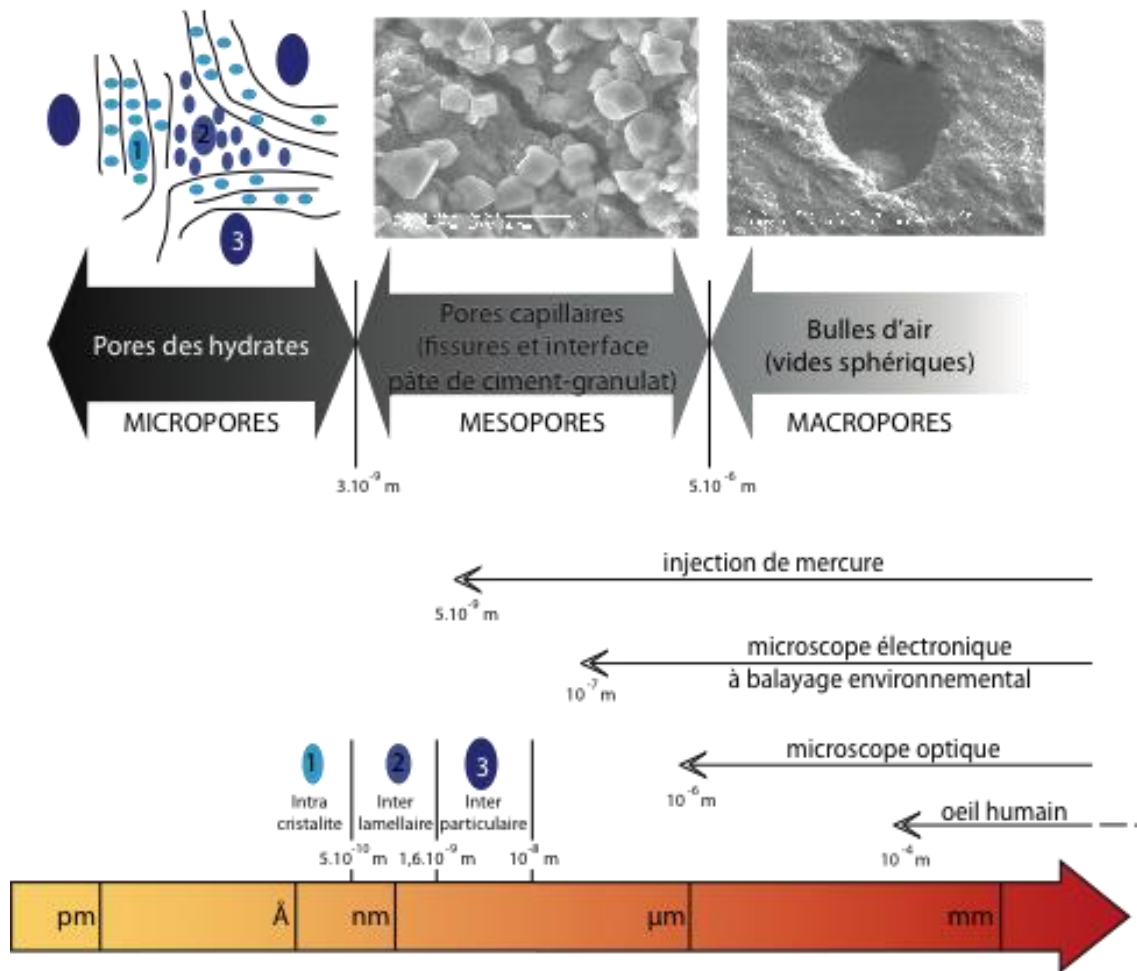 1
2
3
Pores des hydrates
MICROPORES
Pores capillaires
(fissures et interface
pâte de ciment-granulat)
MESOPORES
Bulles d'air
(vides sphériques)
MACROPORES
3.10⁻⁹ m
5.10⁻⁶ m
injection de mercure
5.10⁻⁹ m
microscope électronique
à balayage environnemental
10⁻⁷ m
microscope optique
10⁻⁶ m
oeil humain
10⁻⁴ m
1
2
3
Intra
cristalite
Inter
lamellaire
Inter
particulaire
5.10⁻¹⁰ m
1,6.10⁻⁹ m
10⁻⁸ m
pm
Å
nm
µm
mm